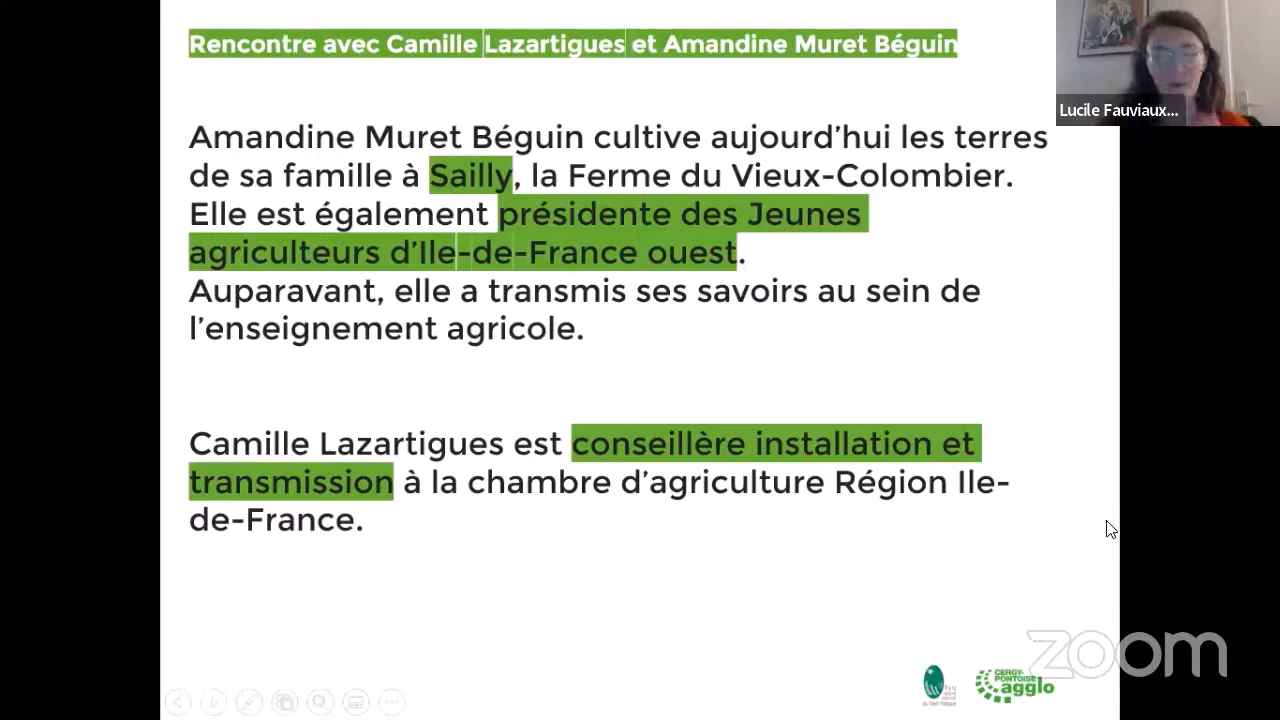 Rencontre avec Camille Lazartigues et Amandine Muret Béguin
Lucile Fauviaux...
Amandine Muret Béguin cultive aujourd’hui les terres
de sa famille à Sailly, la Ferme du Vieux-Colombier.
Elle est également présidente des Jeunes
agriculteurs d’Ile-de-France ouest.
Auparavant, elle a transmis ses savoirs au sein de
l’enseignement agricole.
Camille Lazartigues est conseillère installation et
transmission à la chambre d’agriculture Région Ile-
de-France.
zoom
CERGY-
PONTOISE
agglo